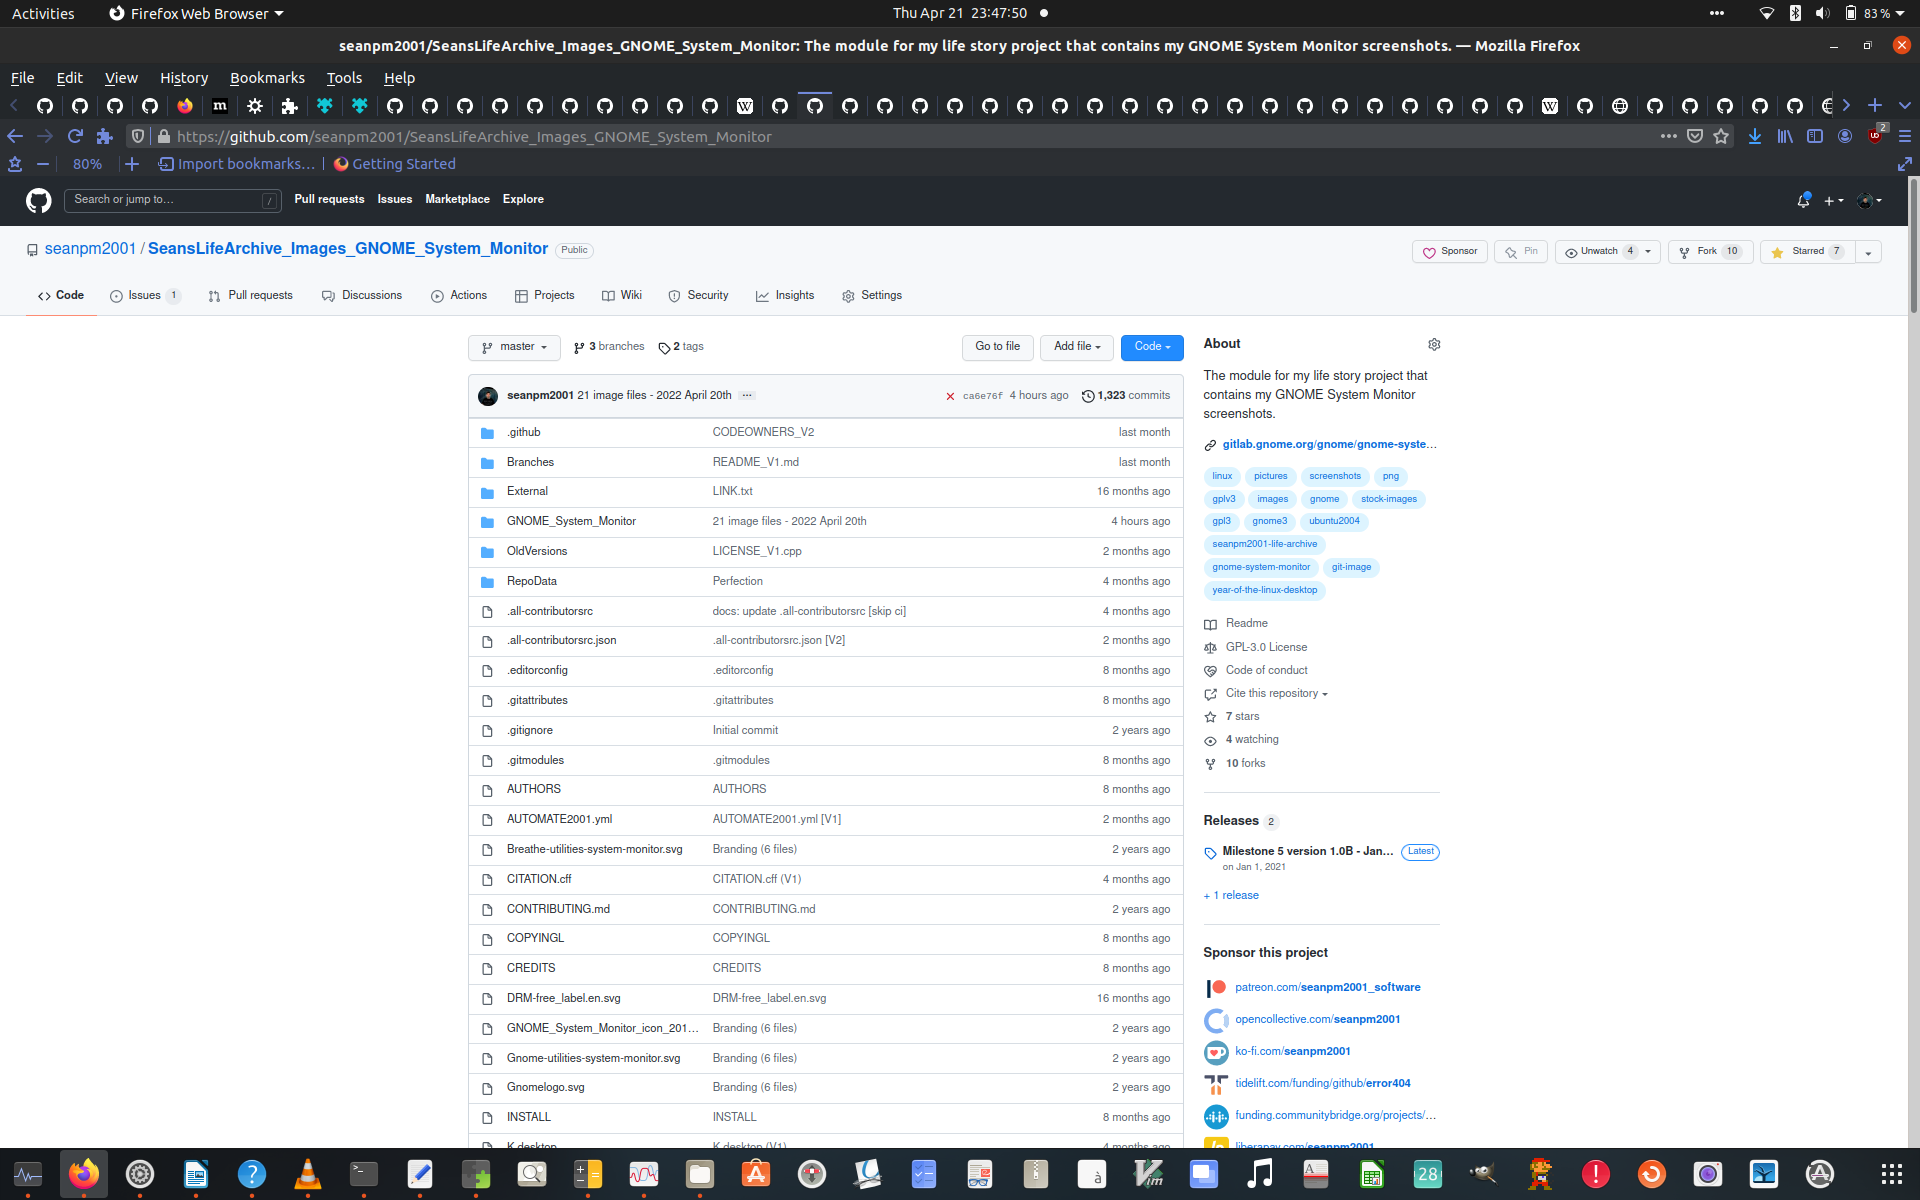 Activities Firefox Web Browser Thu Apr 21 23:47:50 83 %
seanpm2001/SeansLifeArchive_Images_GNOME_System_Monitor: The module for my life story project that contains my GNOME System Monitor screenshots. — Mozilla Firefox
File Edit View History Bookmarks Tools Help
https://github.com/seanpm2001/SeansLifeArchive_Images_GNOME_System_Monitor 2
80% Import bookmarks... Getting Started
Search or jump to... / Pull requests Issues Marketplace Explore
seanpm2001 / SeansLifeArchive_Images_GNOME_System_Monitor Public Sponsor Pin Unwatch 4 Fork 10 Starred 7
Code Issues 1 Pull requests Discussions Actions Projects Wiki Security Insights Settings
master 3 branches 2 tags Go to file Add file Code
seanpm2001 21 image files - 2022 April 20th ... ca6e76f 4 hours ago 1,323 commits
.github CODEOWNERS_V2 last month
Branches README_V1.md last month
External LINK.txt 16 months ago
GNOME_System_Monitor 21 image files - 2022 April 20th 4 hours ago
OldVersions LICENSE_V1.cpp 2 months ago
RepoData Perfection 4 months ago
.all-contributorsrc docs: update .all-contributorsrc [skip ci] 4 months ago
.all-contributorsrc.json .all-contributorsrc.json [V2] 2 months ago
.editorconfig .editorconfig 8 months ago
.gitattributes .gitattributes 8 months ago
.gitignore Initial commit 2 years ago
.gitmodules .gitmodules 8 months ago
AUTHORS AUTHORS 8 months ago
AUTOMATE2001.yml AUTOMATE2001.yml [V1] 2 months ago
Breathe-utilities-system-monitor.svg Branding (6 files) 2 years ago
CITATION.cff CITATION.cff (V1) 4 months ago
CONTRIBUTING.md CONTRIBUTING.md 2 years ago
COPYINGL COPYINGL 8 months ago
CREDITS CREDITS 8 months ago
DRM-free_label.en.svg DRM-free_label.en.svg 16 months ago
GNOME_System_Monitor_icon_201... Branding (6 files) 2 years ago
Gnome-utilities-system-monitor.svg Branding (6 files) 2 years ago
Gnomelogo.svg Branding (6 files) 2 years ago
INSTALL INSTALL 8 months ago
K.desktop K.desktop (V1) 4 months ago
About
The module for my life story project that
contains my GNOME System Monitor
screenshots.
gitlab.gnome.org/gnome/gnome-syste...
linux pictures screenshots png
gplv3 images gnome stock-images
gpl3 gnome3 ubuntu2004
seanpm2001-life-archive
gnome-system-monitor git-image
year-of-the-linux-desktop
Readme
GPL-3.0 License
Code of conduct
Cite this repository
7 stars
4 watching
10 forks
Releases 2
Milestone 5 version 1.0B - Jan... Latest
on Jan 1, 2021
+ 1 release
Sponsor this project
patreon.com/seanpm2001_software
opencollective.com/seanpm2001
ko-fi.com/seanpm2001
tidelift.com/funding/github/error404
funding.communitybridge.org/projects/...
liberapay.com/seanpm2001
28